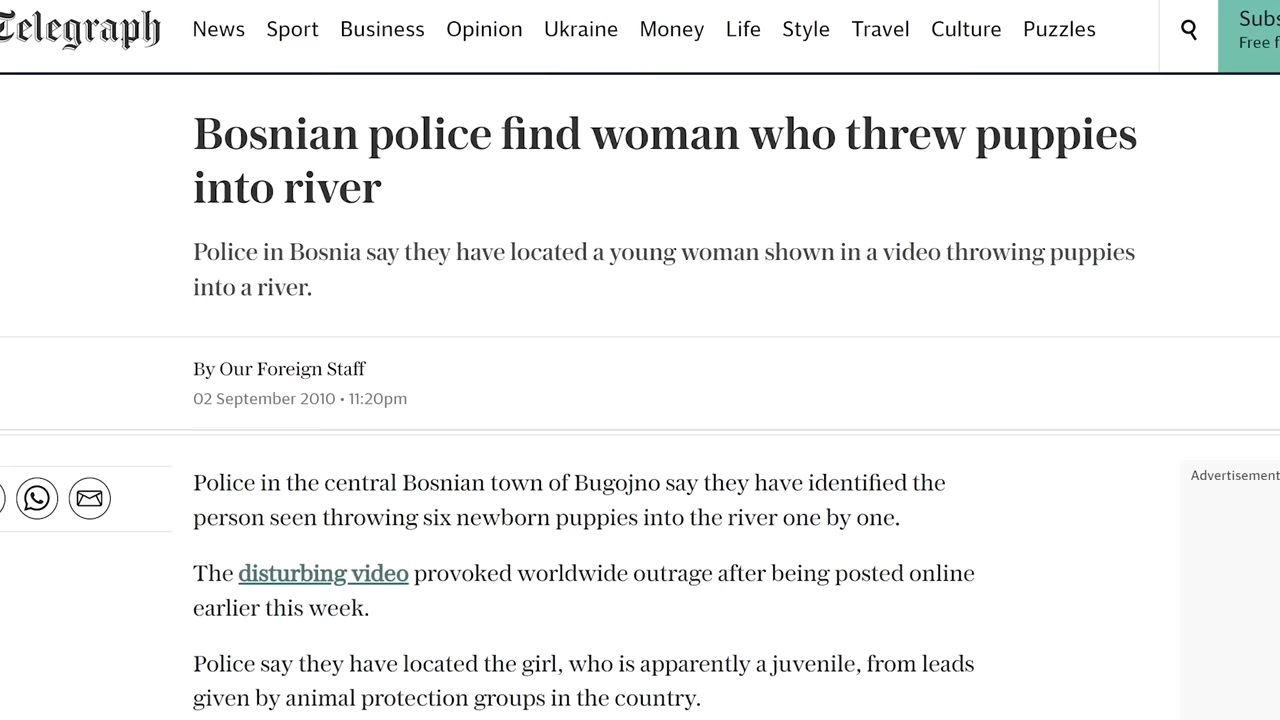 Telegraph
News Sport Business Opinion Ukraine Money Life Style Travel Culture Puzzles
Free
Bosnian police find woman who threw puppies
into river
Police in Bosnia say they have located a young woman shown in a video throwing puppies
into a river.
By Our Foreign Staff
02 September 2010 • 11:20pm
Advertisement
Police in the central Bosnian town of Bugojno say they have identified the
person seen throwing six newborn puppies into the river one by one.
The disturbing video provoked worldwide outrage after being posted online
earlier this week.
Police say they have located the girl, who is apparently a juvenile, from leads
given by animal protection groups in the country.